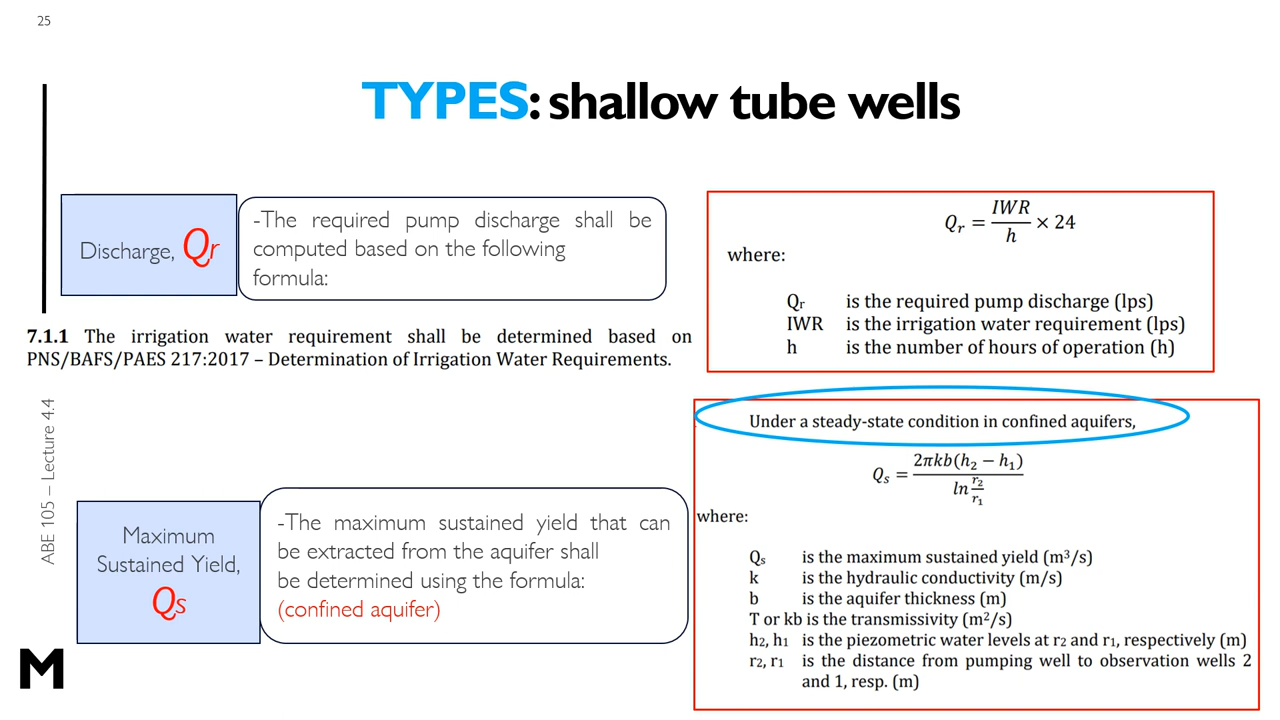 25
TYPES: shallow tube wells
Discharge, Qr
-The required pump discharge shall be
computed based on the following
formula:
7.1.1 The irrigation water requirement shall be determined based on
PNS/BAFS/PAES 217:2017 – Determination of Irrigation Water Requirements.
Qr = IWR/h × 24
where:
Qr is the required pump discharge (lps)
IWR is the irrigation water requirement (lps)
h is the number of hours of operation (h)
ABE 105 – Lecture 4.4
Maximum
Sustained Yield,
Qs
-The maximum sustained yield that can
be extracted from the aquifer shall
be determined using the formula:
(confined aquifer)
Under a steady-state condition in confined aquifers,
Qs = 2πkb(h2 − h1)/ln r2/r1
where:
Qs is the maximum sustained yield (m³/s)
k is the hydraulic conductivity (m/s)
b is the aquifer thickness (m)
T or kb is the transmissivity (m²/s)
h2, h1 is the piezometric water levels at r2 and r1, respectively (m)
r2, r1 is the distance from pumping well to observation wells 2
and 1, resp. (m)
M